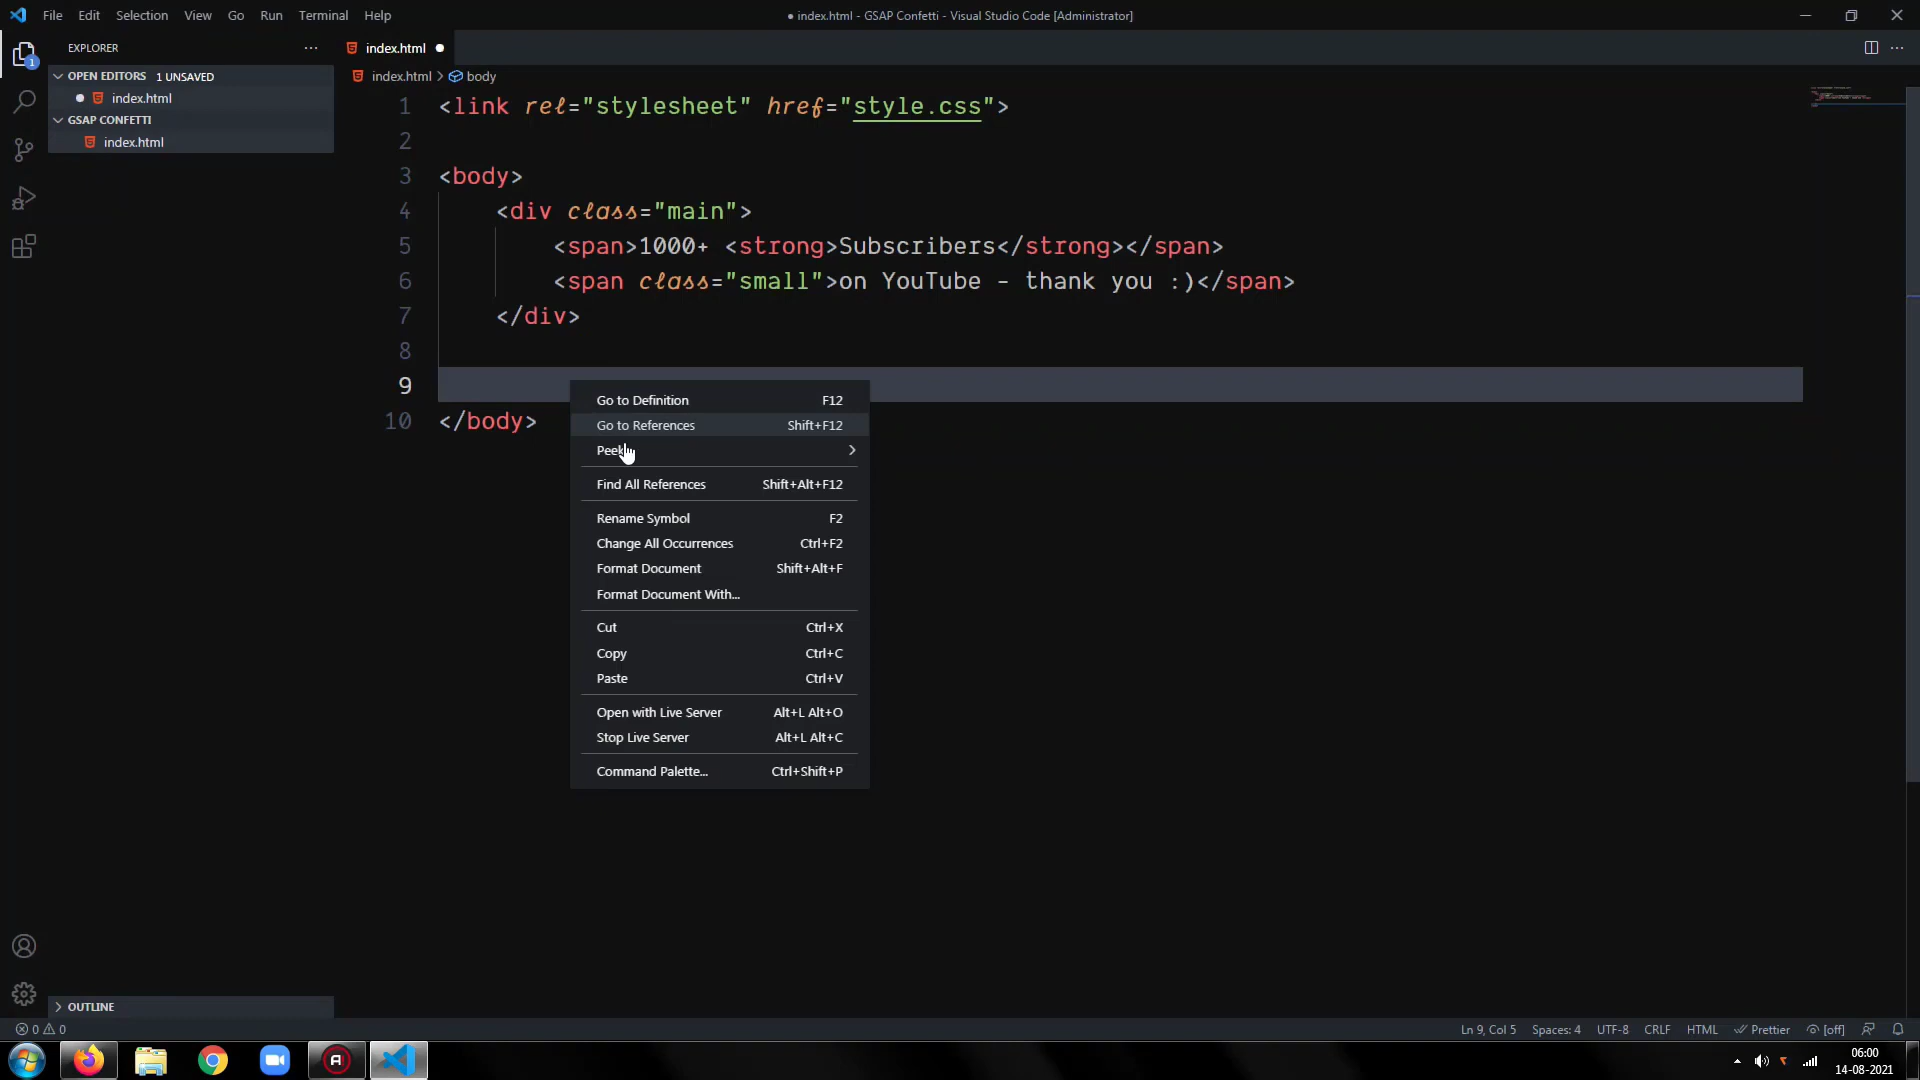 File Edit Selection View Go Run Terminal Help
● index.html - GSAP Confetti - Visual Studio Code [Administrator]
EXPLORER
index.html
OPEN EDITORS 1 UNSAVED
index.html > body
index.html
GSAP CONFETTI
index.html
1
1 <link rel="stylesheet" href="style.css">
2
3 <body>
4 <div class="main">
5 <span>1000+ <strong>Subscribers</strong></span>
6 <span class="small">on YouTube - thank you :)</span>
7 </div>
8
9
10 </body>
Go to Definition F12
Go to References Shift+F12
Peek
Find All References Shift+Alt+F12
Rename Symbol F2
Change All Occurrences Ctrl+F2
Format Document Shift+Alt+F
Format Document With...
Cut Ctrl+X
Copy Ctrl+C
Paste Ctrl+V
Open with Live Server Alt+L Alt+O
Stop Live Server Alt+L Alt+C
Command Palette... Ctrl+Shift+P
OUTLINE
0 0
Ln 9, Col 5 Spaces: 4 UTF-8 CRLF HTML Prettier [off]
06:00
14-08-2021